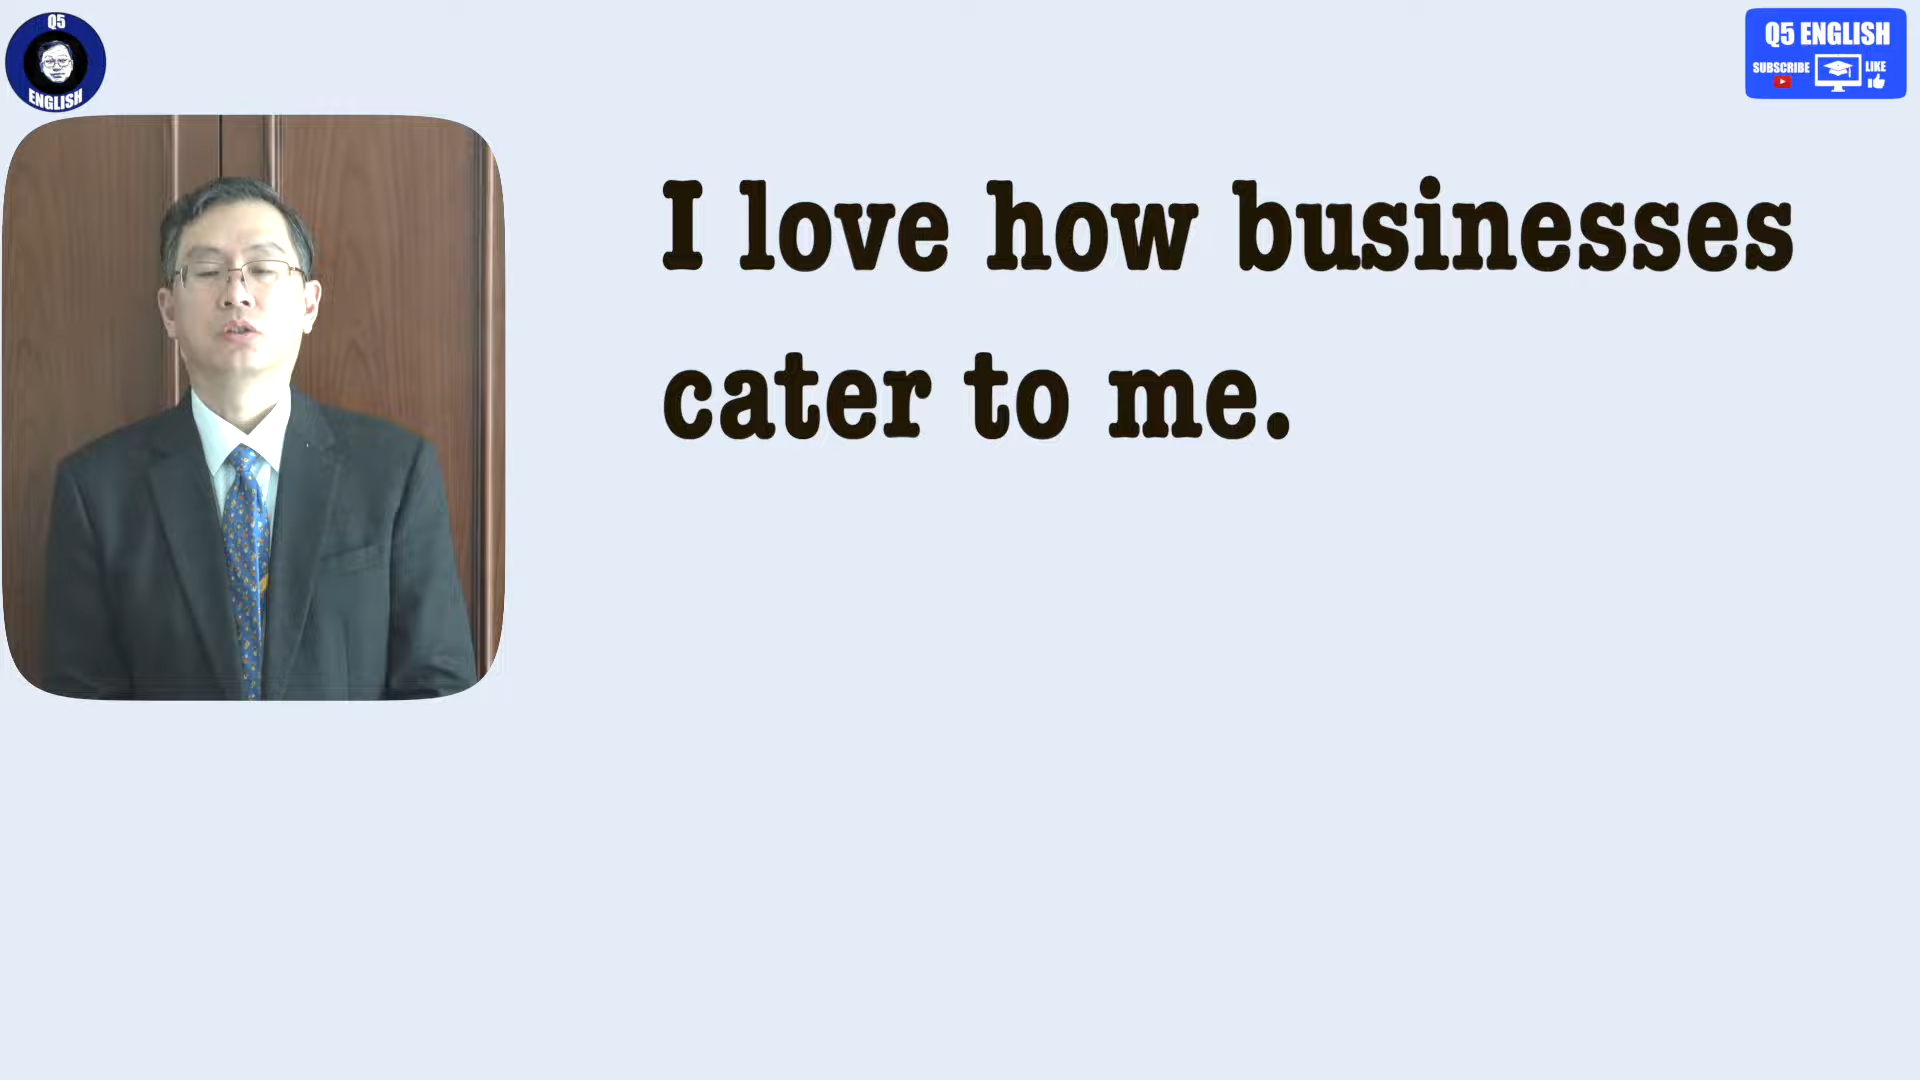 Q5
ENGLISH
Q5 ENGLISH
SUBSCRIBE
LIKE
I love how businesses
cater to me.